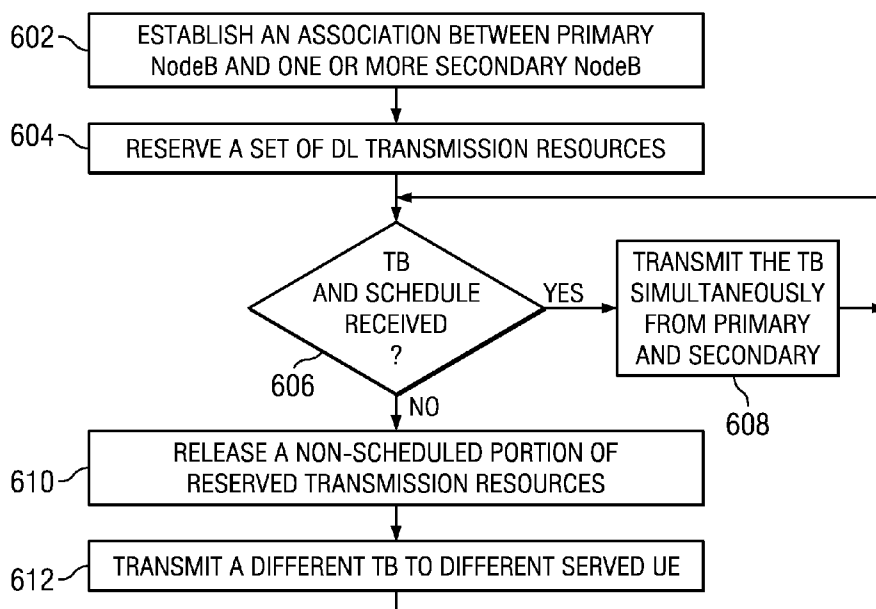 602
ESTABLISH AN ASSOCIATION BETWEEN PRIMARY
NodeB AND ONE OR MORE SECONDARY NodeB
604
RESERVE A SET OF DL TRANSMISSION RESOURCES
TB
AND SCHEDULE
RECEIVED
?
606
YES
TRANSMIT THE TB
SIMULTANEOUSLY
FROM PRIMARY
AND SECONDARY
608
NO
610
RELEASE A NON-SCHEDULED PORTION OF
RESERVED TRANSMISSION RESOURCES
612
TRANSMIT A DIFFERENT TB TO DIFFERENT SERVED UE